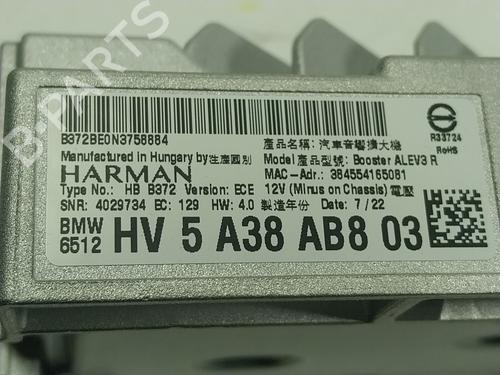 B372BE0N3758884
Manufactured in Hungary by 生產國別
HARMAN
Type No.: HB B372 Version: ECE
SNR: 4029734 EC: 129 HW: 4.0 製造年份 Date: 7 / 22
產品名稱: 汽車音響擴大機
Model 產品型號: Booster ALEV3 R
MAC-Adr.: 384554165081
12V (Minus on Chassis) 電壓
R33724
RoHS
BMW
6512
HV 5 A38 AB8 03
B-PARTS